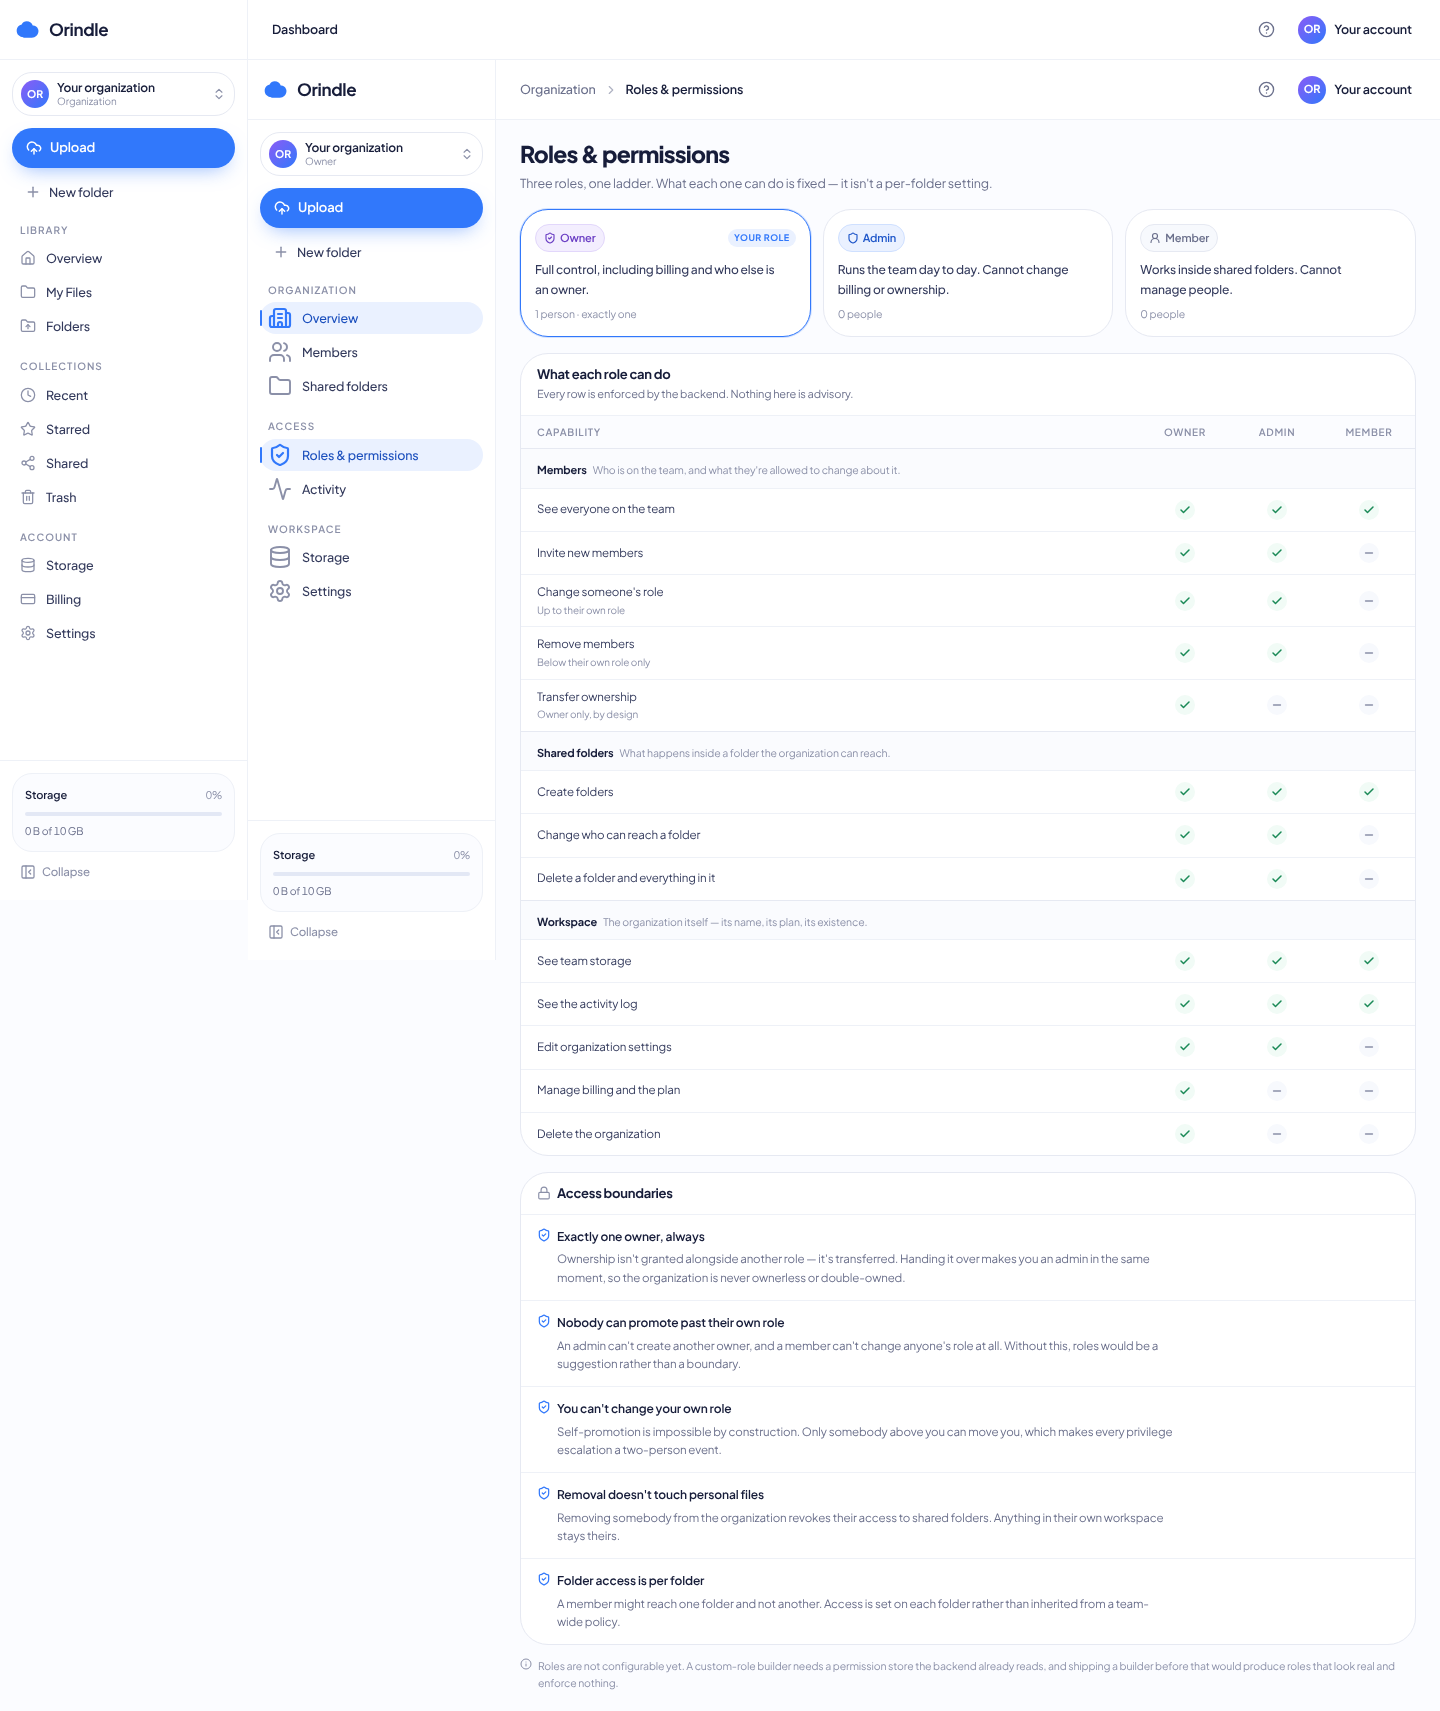 Orindle
OR
Your organization
Organization
Upload
New folder
LIBRARY
Overview
My Files
Folders
COLLECTIONS
Recent
Starred
Shared
Trash
ACCOUNT
Storage
Billing
Settings
Storage 0%
0 B of 10 GB
Collapse
Dashboard
OR Your account
Orindle
OR
Your organization
Owner
Upload
New folder
ORGANIZATION
Overview
Members
Shared folders
ACCESS
Roles & permissions
Activity
WORKSPACE
Storage
Settings
Storage 0%
0 B of 10 GB
Collapse
Organization Roles & permissions
OR Your account
Roles & permissions
Three roles, one ladder. What each one can do is fixed — it isn't a per-folder setting.
Owner YOUR ROLE
Full control, including billing and who else is
an owner.
1 person · exactly one
Admin
Runs the team day to day. Cannot change
billing or ownership.
0 people
Member
Works inside shared folders. Cannot
manage people.
0 people
What each role can do
Every row is enforced by the backend. Nothing here is advisory.
CAPABILITY OWNER ADMIN MEMBER
Members Who is on the team, and what they're allowed to change about it.
See everyone on the team
Invite new members
Change someone's role
Up to their own role
Remove members
Below their own role only
Transfer ownership
Owner only, by design
Shared folders What happens inside a folder the organization can reach.
Create folders
Change who can reach a folder
Delete a folder and everything in it
Workspace The organization itself — its name, its plan, its existence.
See team storage
See the activity log
Edit organization settings
Manage billing and the plan
Delete the organization
Access boundaries
Exactly one owner, always
Ownership isn't granted alongside another role — it's transferred. Handing it over makes you an admin in the same
moment, so the organization is never ownerless or double-owned.
Nobody can promote past their own role
An admin can't create another owner, and a member can't change anyone's role at all. Without this, roles would be a
suggestion rather than a boundary.
You can't change your own role
Self-promotion is impossible by construction. Only somebody above you can move you, which makes every privilege
escalation a two-person event.
Removal doesn't touch personal files
Removing somebody from the organization revokes their access to shared folders. Anything in their own workspace
stays theirs.
Folder access is per folder
A member might reach one folder and not another. Access is set on each folder rather than inherited from a team-
wide policy.
Roles are not configurable yet. A custom-role builder needs a permission store the backend already reads, and shipping a builder before that would produce roles that look real and
enforce nothing.